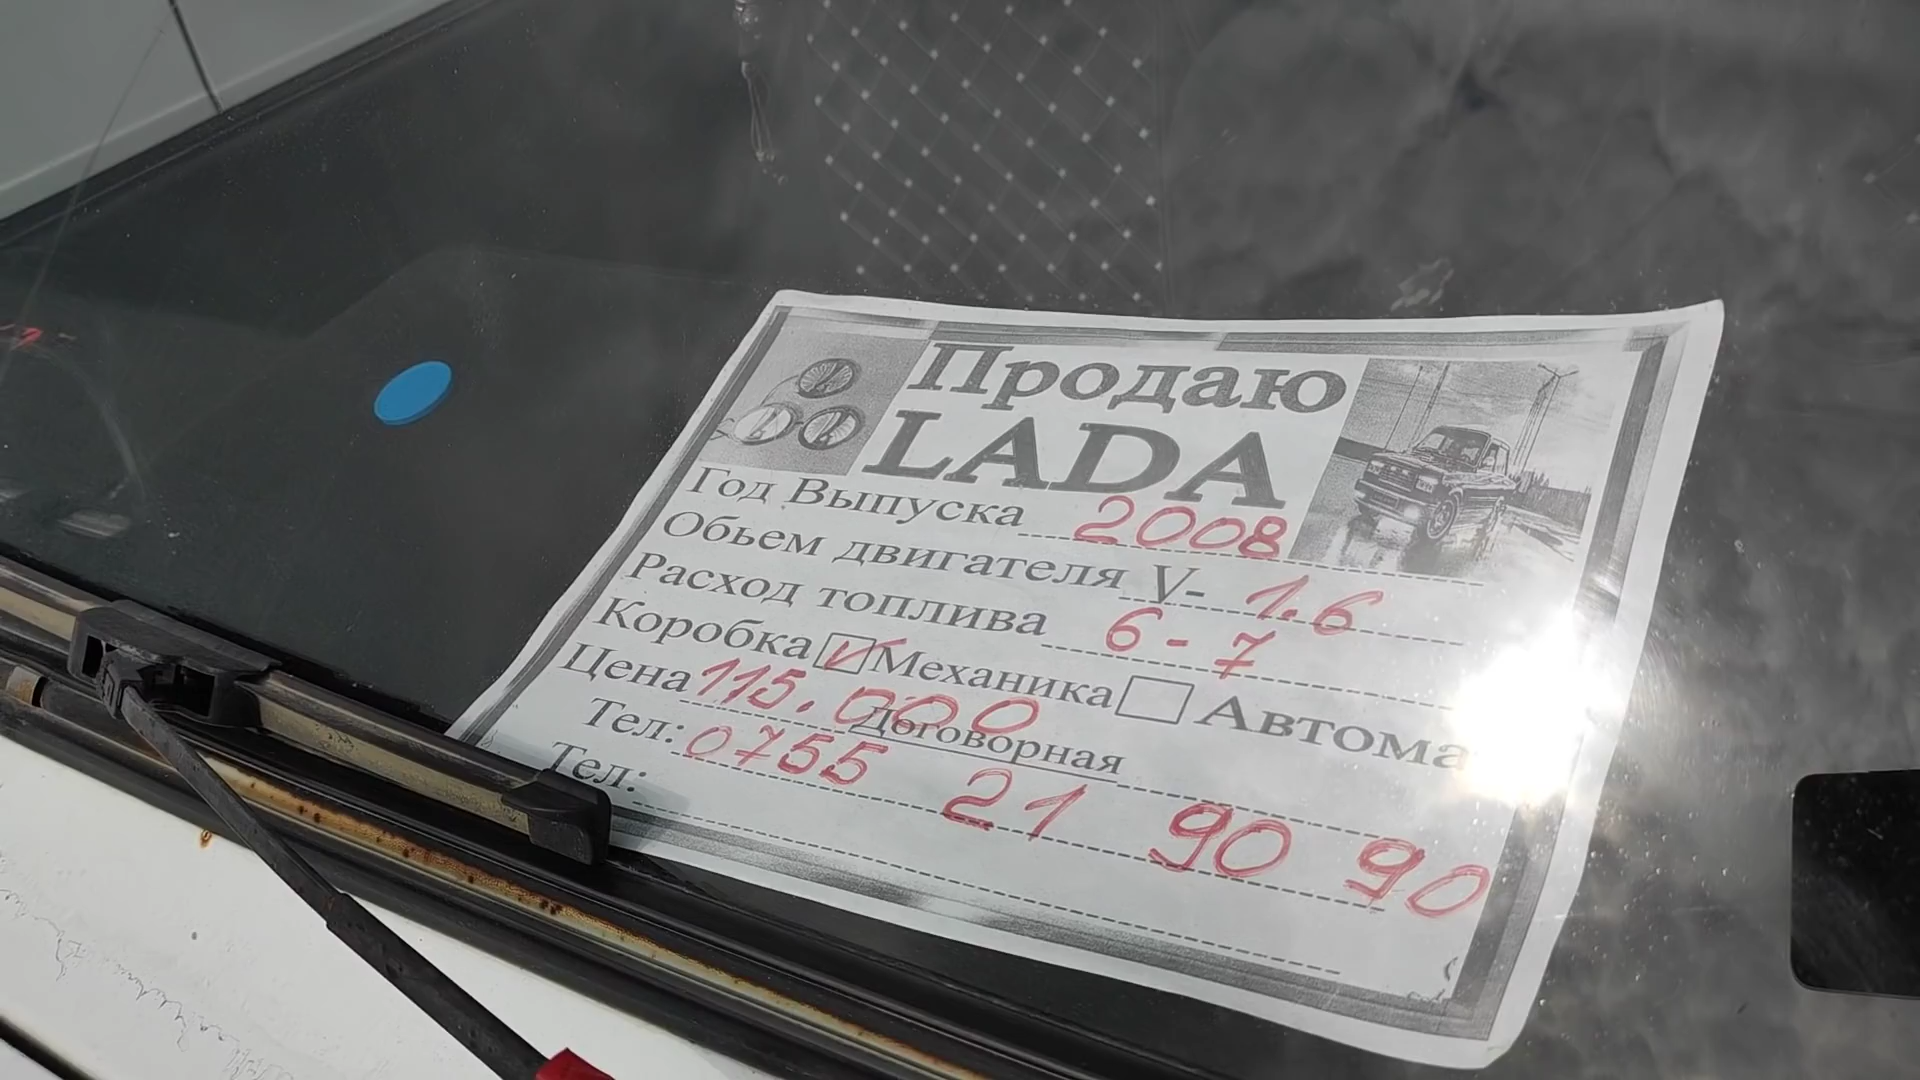 Продаю
LADA
Год Выпуска 2008
Обьем двигателя V- 1.6
Расход топлива 6-7
Коробка Механика Автома
Цена 115.000
Договорная
Тел: 0755 21 90 90
Тел: